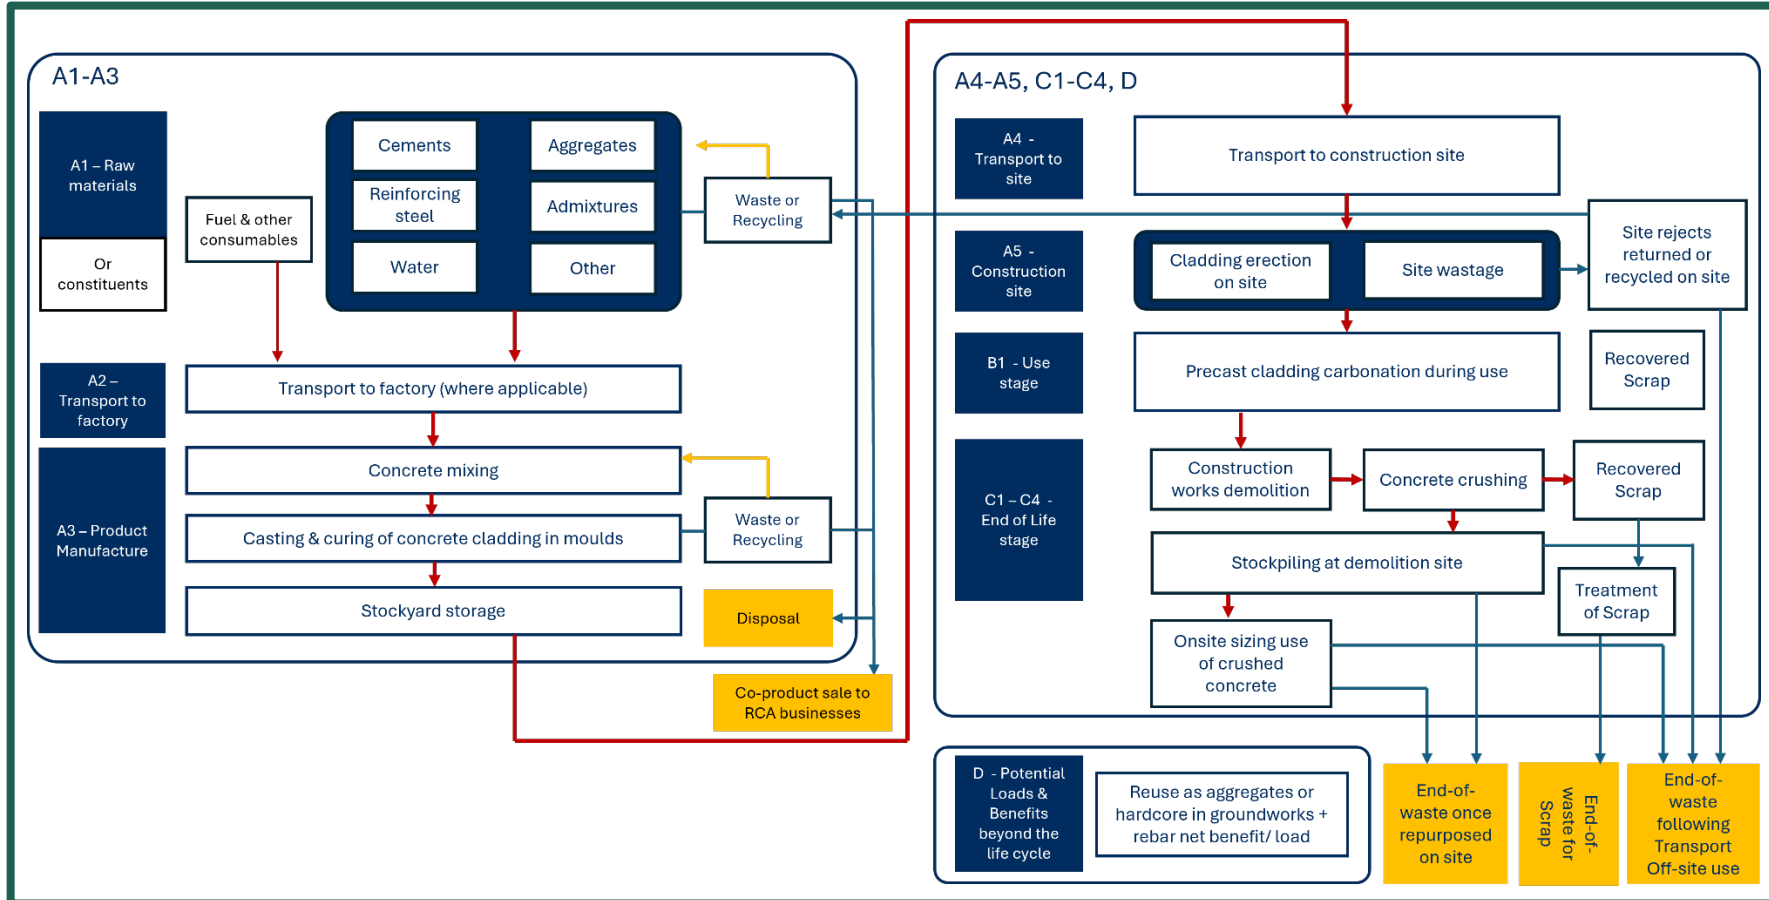 A1-A3
A1 – Raw
materials
Or
constituents
Fuel & other
consumables
Cements
Aggregates
Reinforcing
steel
Admixtures
Water
Other
Waste or
Recycling
A2 –
Transport to
factory
Transport to factory (where applicable)
A3 – Product
Manufacture
Concrete mixing
Casting & curing of concrete cladding in moulds
Stockyard storage
Waste or
Recycling
Disposal
Co-product sale to
RCA businesses
A4-A5, C1-C4, D
A4 -
Transport to
site
Transport to construction site
A5 -
Construction
site
Cladding erection
on site
Site wastage
Site rejects
returned or
recycled on site
B1 - Use
stage
Precast cladding carbonation during use
Recovered
Scrap
C1 – C4 -
End of Life
stage
Construction
works demolition
Concrete crushing
Recovered
Scrap
Stockpiling at demolition site
Treatment
of Scrap
Onsite sizing use
of crushed
concrete
D - Potential
Loads &
Benefits
beyond the
life cycle
Reuse as aggregates or
hardcore in groundworks +
rebar net benefit/ load
End-of-
waste once
repurposed
on site
End-of-
waste for
Scrap
End-of-
waste
following
Transport
Off-site use